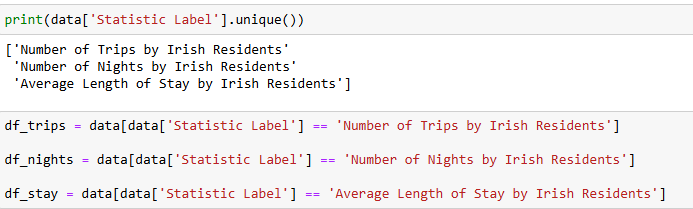 print(data['Statistic Label'].unique())
['Number of Trips by Irish Residents'
 'Number of Nights by Irish Residents'
 'Average Length of Stay by Irish Residents']
df_trips = data[data['Statistic Label'] == 'Number of Trips by Irish Residents']
df_nights = data[data['Statistic Label'] == 'Number of Nights by Irish Residents']
df_stay = data[data['Statistic Label'] == 'Average Length of Stay by Irish Residents']